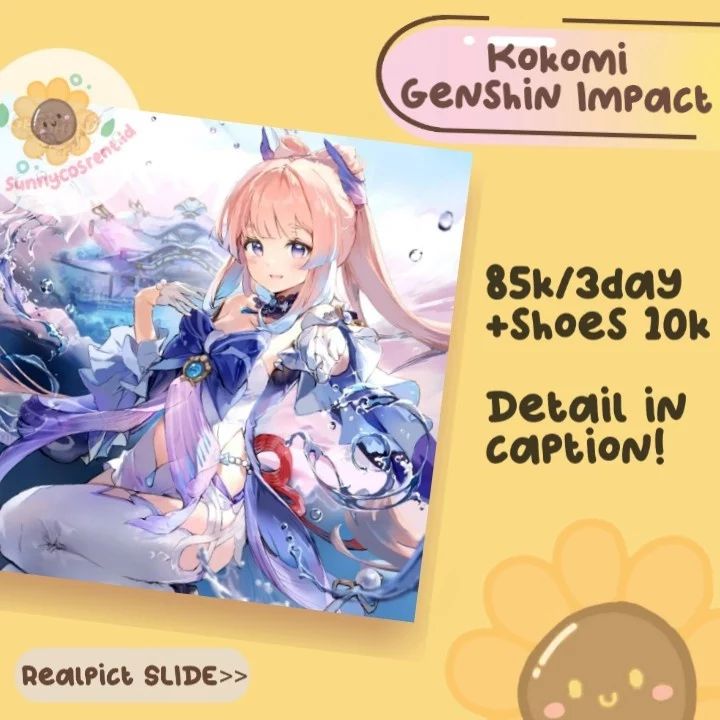 Kokomi
Genshin Impact
sunnycosrent.id
85k/3day
+Shoes 10k
Detail in
caption!
Realpict SLIDE>>